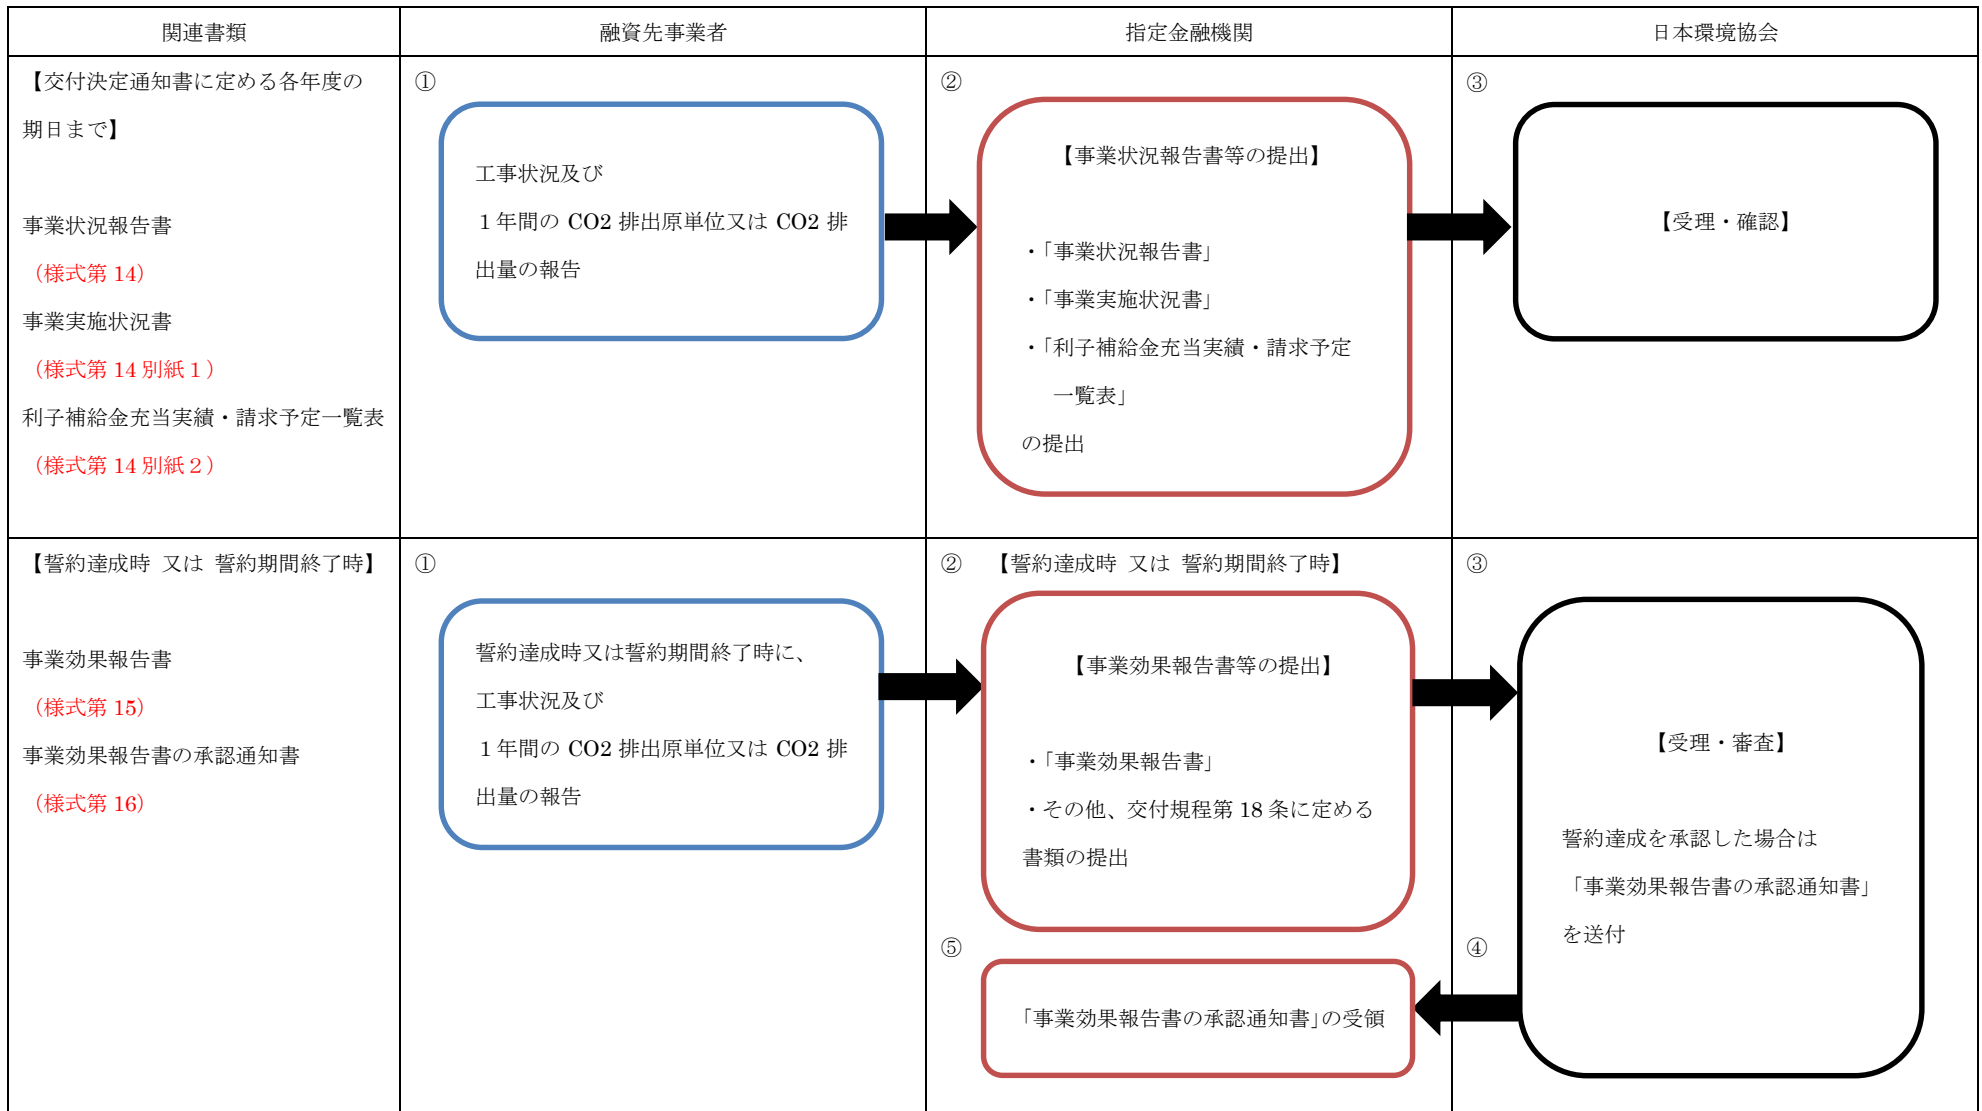 関連書類
融資先事業者
指定金融機関
日本環境協会
【交付決定通知書に定める各年度の
期日まで】
事業状況報告書
（様式第 14）
事業実施状況書
（様式第 14 別紙１）
利子補給金充当実績・請求予定一覧表
（様式第 14 別紙２）
①
工事状況及び
１年間の CO2 排出原単位又は CO2 排
出量の報告
②
【事業状況報告書等の提出】
・「事業状況報告書」
・「事業実施状況書」
・「利子補給金充当実績・請求予定
一覧表」
の提出
③
【受理・確認】
【誓約達成時 又は 誓約期間終了時】
事業効果報告書
（様式第 15）
事業効果報告書の承認通知書
（様式第 16）
①
誓約達成時又は誓約期間終了時に、
工事状況及び
１年間の CO2 排出原単位又は CO2 排
出量の報告
② 【誓約達成時 又は 誓約期間終了時】
【事業効果報告書等の提出】
・「事業効果報告書」
・その他、交付規程第 18 条に定める
書類の提出
③
【受理・審査】
誓約達成を承認した場合は
「事業効果報告書の承認通知書」
を送付
④
⑤
「事業効果報告書の承認通知書」の受領